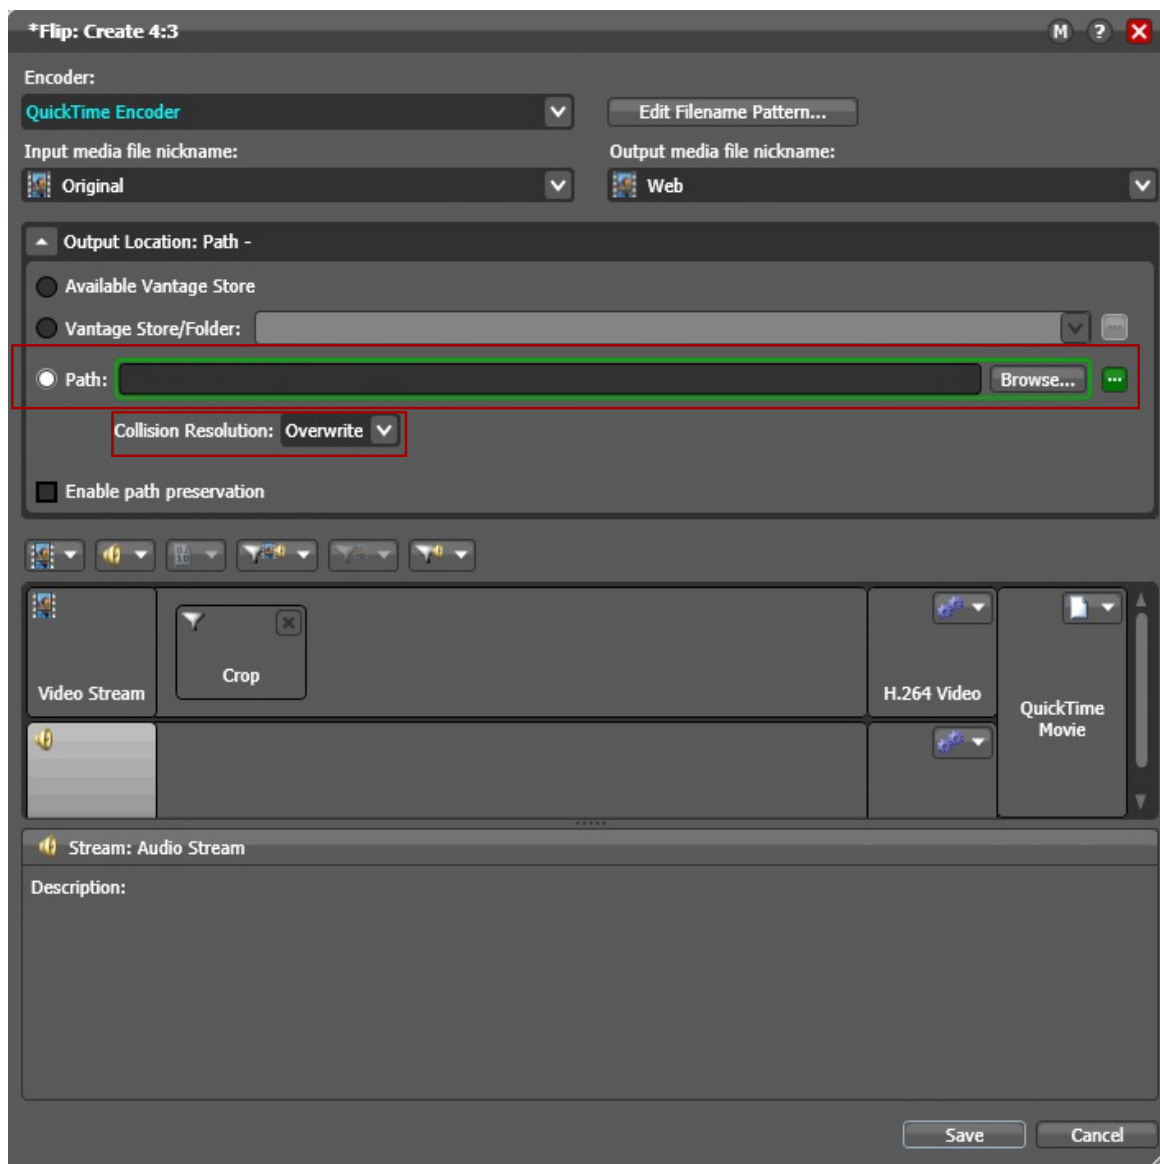 *Flip: Create 4:3
M ?
Encoder:
QuickTime Encoder
Edit Filename Pattern...
Input media file nickname:
Output media file nickname:
Original
Web
Output Location: Path -
Available Vantage Store
Vantage Store/Folder:
Path:
Browse...
Collision Resolution: Overwrite
Enable path preservation
Crop
Video Stream
H.264 Video
QuickTime
Movie
Stream: Audio Stream
Description:
Save
Cancel